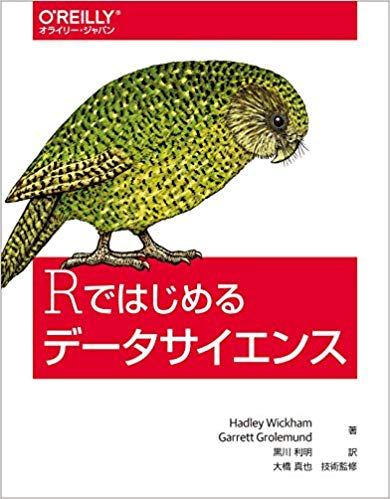 O'REILLY®
オライリー・ジャパン
Rではじめる
データサイエンス
Hadley Wickham
Garrett Grolemund 著
黒川 利明 訳
大橋 真也 技術監修